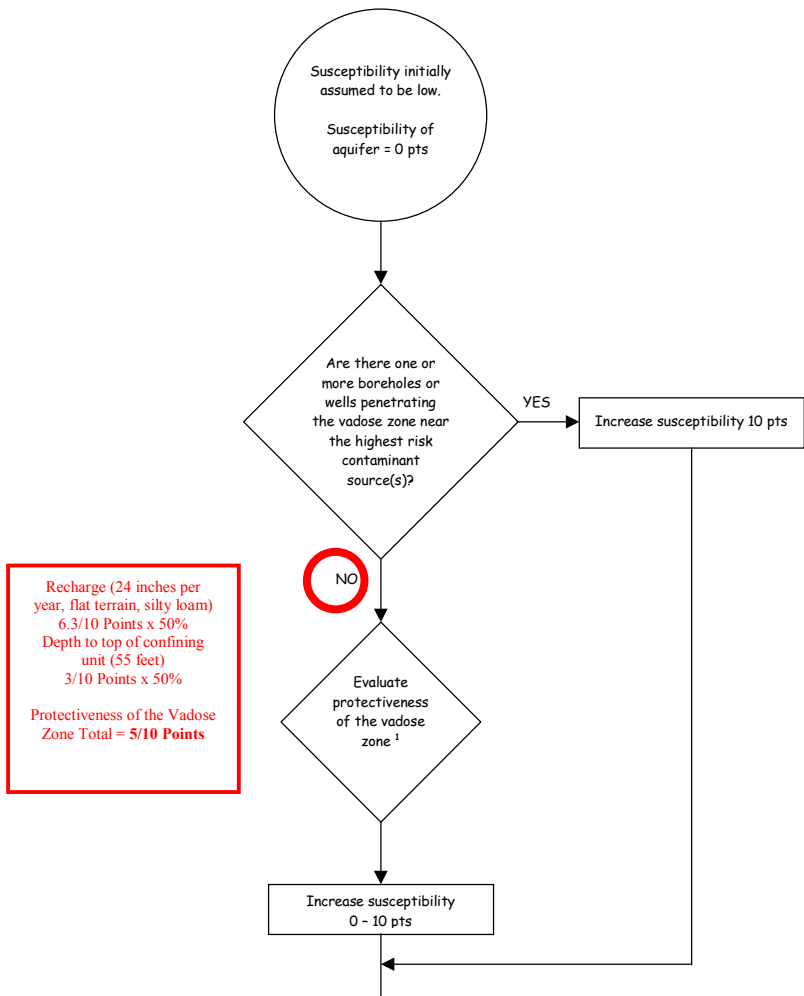 Susceptibility initially
assumed to be low.
Susceptibility of
aquifer = 0 pts
Are there one or
more boreholes or
wells penetrating
the vadose zone near
the highest risk
contaminant
source(s)?
YES
Increase susceptibility 10 pts
NO
Recharge (24 inches per
year, flat terrain, silty loam)
6.3/10 Points x 50%
Depth to top of confining
unit (55 feet)
3/10 Points x 50%
Protectiveness of the Vadose
Zone Total = 5/10 Points
Evaluate
protectiveness
of the vadose
zone ¹
Increase susceptibility
0 – 10 pts